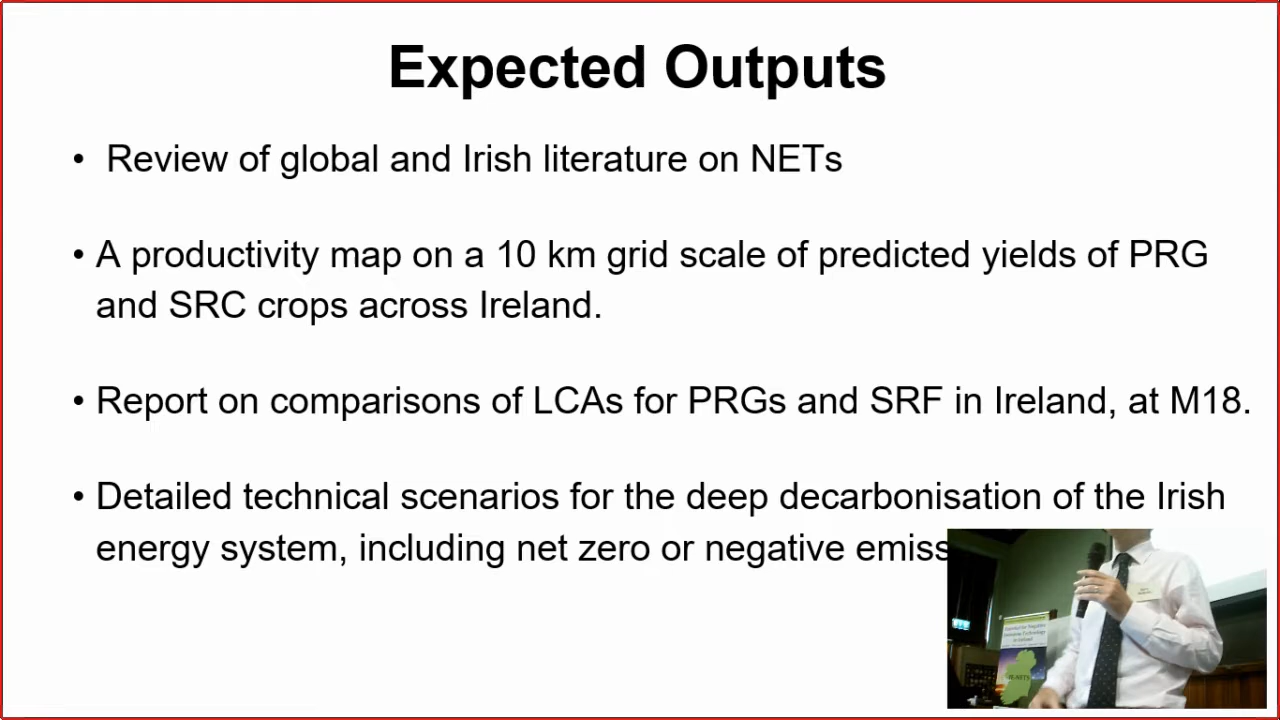 Expected Outputs
• Review of global and Irish literature on NETs
• A productivity map on a 10 km grid scale of predicted yields of PRG
and SRC crops across Ireland.
• Report on comparisons of LCAs for PRGs and SRF in Ireland, at M18.
• Detailed technical scenarios for the deep decarbonisation of the Irish
energy system, including net zero or negative emiss